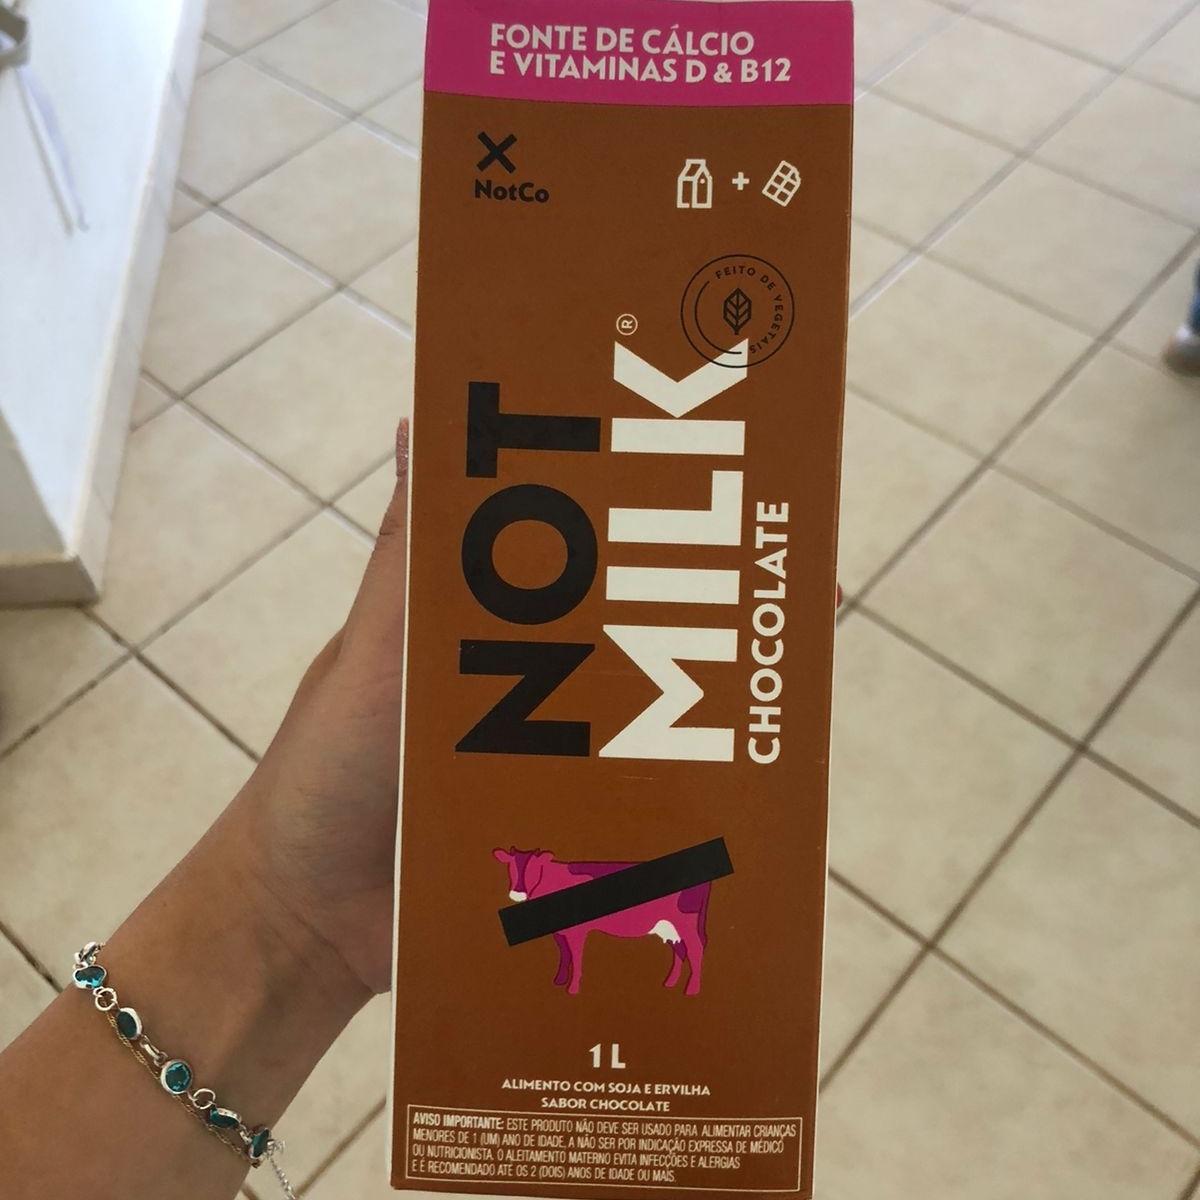 FONTE DE CÁLCIO
E VITAMINAS D & B12
NotCo
FEITO DE VEGETAIS
NOT
MILK®
CHOCOLATE
1 L
ALIMENTO COM SOJA E ERVILHA
SABOR CHOCOLATE
AVISO IMPORTANTE: ESTE PRODUTO NÃO DEVE SER USADO PARA ALIMENTAR CRIANÇAS
MENORES DE 1 (UM) ANO DE IDADE, A NÃO SER POR INDICAÇÃO EXPRESSA DE MÉDICO
OU NUTRICIONISTA. O ALEITAMENTO MATERNO EVITA INFECÇÕES E ALERGIAS
E É RECOMENDADO ATÉ OS 2 (DOIS) ANOS DE IDADE OU MAIS.